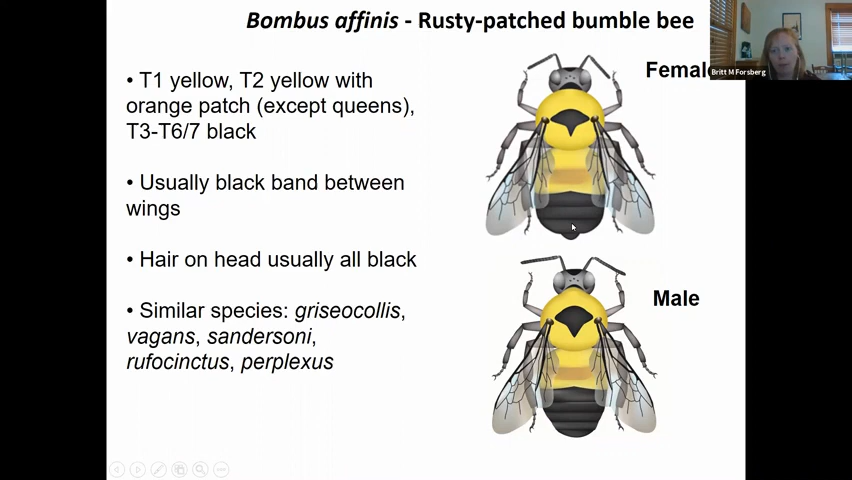 Bombus affinis - Rusty-patched bumble bee
Britt M Forsberg
• T1 yellow, T2 yellow with
orange patch (except queens),
T3-T6/7 black
• Usually black band between
wings
• Hair on head usually all black
• Similar species: griseocollis,
vagans, sandersoni,
rufocinctus, perplexus
Femal
Male